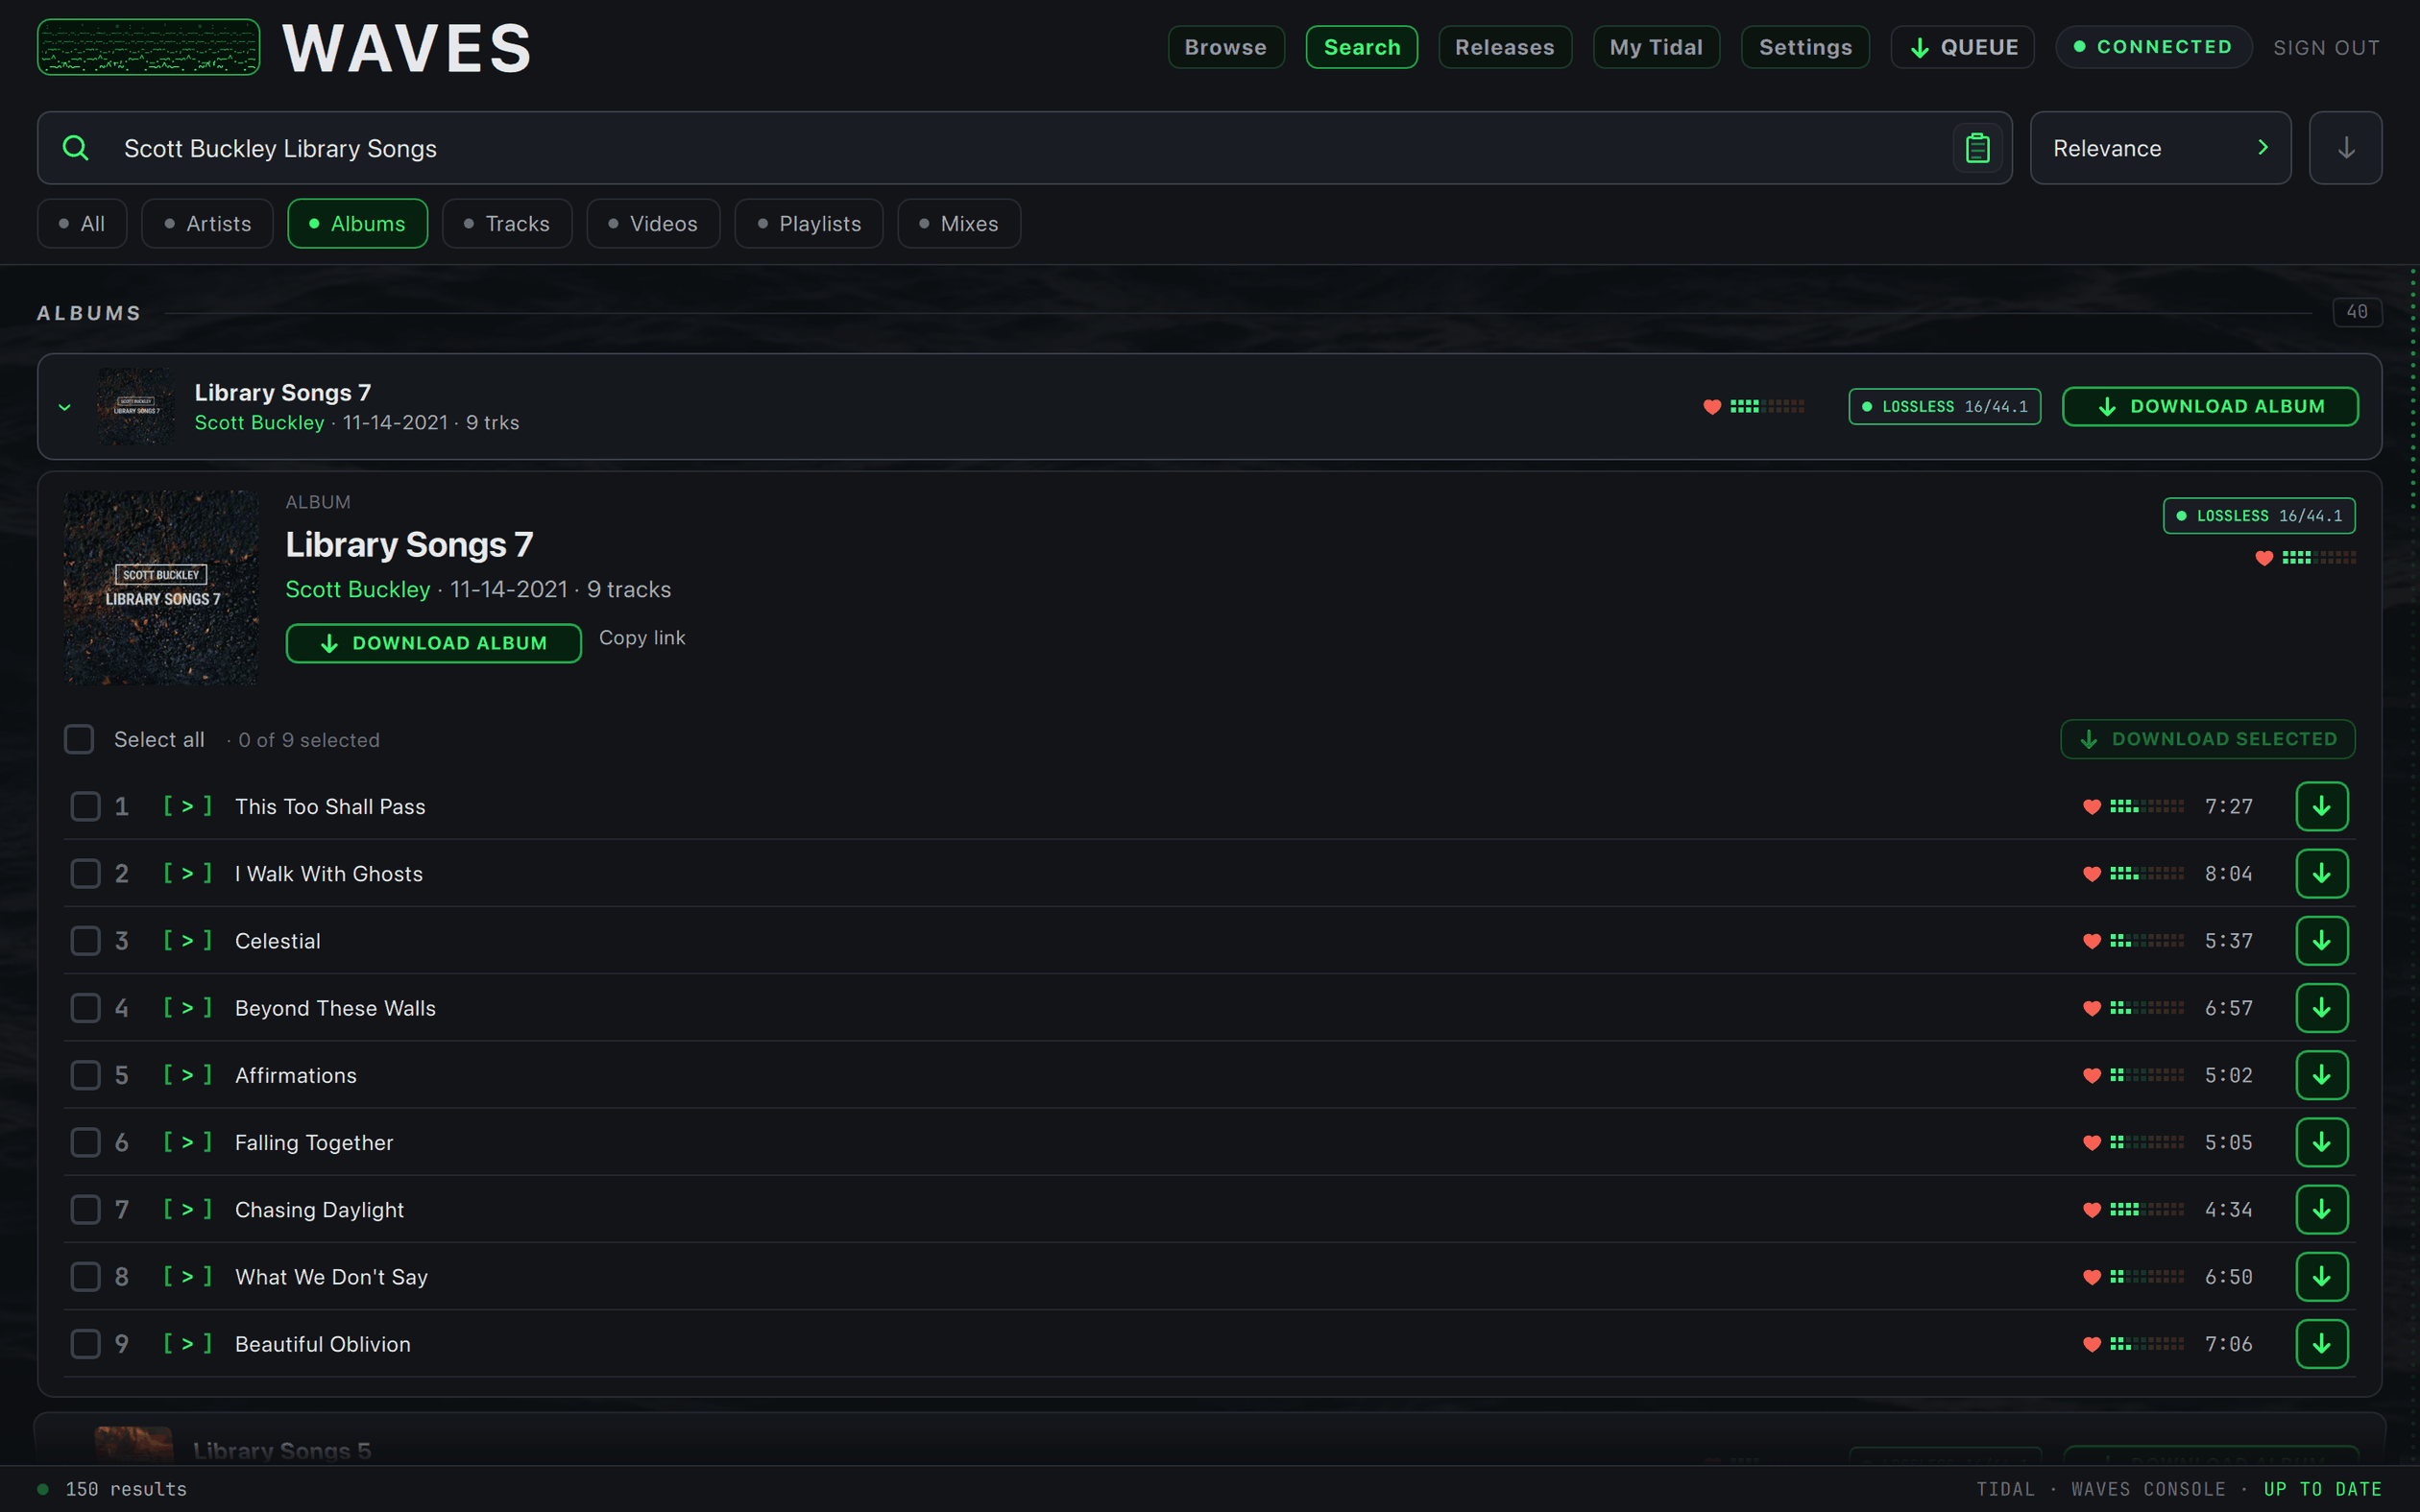 WAVES
Browse Search Releases My Tidal Settings QUEUE CONNECTED SIGN OUT
Scott Buckley Library Songs
Relevance
All Artists Albums Tracks Videos Playlists Mixes
ALBUMS 40
SCOTT BUCKLEY
LIBRARY SONGS 7
Library Songs 7
Scott Buckley · 11-14-2021 · 9 trks
LOSSLESS 16/44.1
DOWNLOAD ALBUM
SCOTT BUCKLEY
LIBRARY SONGS 7
ALBUM
Library Songs 7
Scott Buckley · 11-14-2021 · 9 tracks
DOWNLOAD ALBUM Copy link
LOSSLESS 16/44.1
Select all · 0 of 9 selected DOWNLOAD SELECTED
1 [ > ] This Too Shall Pass 7:27
2 [ > ] I Walk With Ghosts 8:04
3 [ > ] Celestial 5:37
4 [ > ] Beyond These Walls 6:57
5 [ > ] Affirmations 5:02
6 [ > ] Falling Together 5:05
7 [ > ] Chasing Daylight 4:34
8 [ > ] What We Don't Say 6:50
9 [ > ] Beautiful Oblivion 7:06
Library Songs 5
150 results TIDAL · WAVES CONSOLE · UP TO DATE